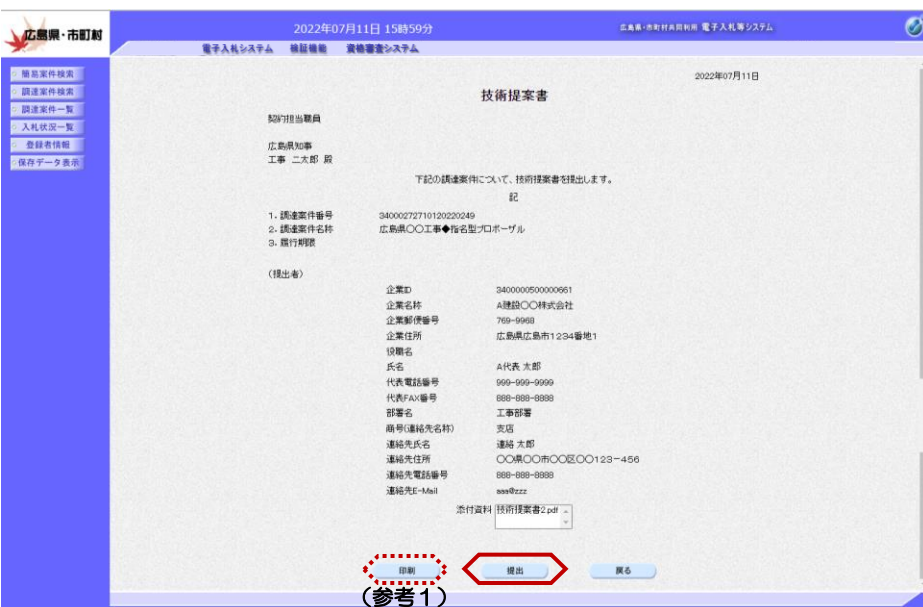 広島県・市町村
2022年07月11日 15時59分
広島県・市町村共同利用 電子入札等システム
電子入札システム 検証機能 資格審査システム
簡易案件検索
調達案件検索
調達案件一覧
入札状況一覧
登録者情報
保存データ表示
2022年07月11日
技術提案書
契約担当職員
広島県知事
工事 二太郎 殿
下記の調達案件について、技術提案書を提出します。
記
1. 調達案件番号 34000272710120220249
2. 調達案件名称 広島県〇〇工事◆指名型プロポーザル
3. 履行期限
(提出者)
企業ID 3400000500000661
企業名称 A建設〇〇株式会社
企業郵便番号 769-9968
企業住所 広島県広島市1234番地1
役職名
氏名 A代表 太郎
代表電話番号 999-999-9999
代表FAX番号 888-888-8888
部署名 工事部署
商号(連絡先名称) 支店
連絡先氏名 連絡 太郎
連絡先住所 〇〇県〇〇市〇〇区〇〇123-456
連絡先電話番号 888-888-8888
連絡先E-Mail aaa@zzz
添付資料 技術提案書2.pdf
印刷 提出 戻る
(参考1)